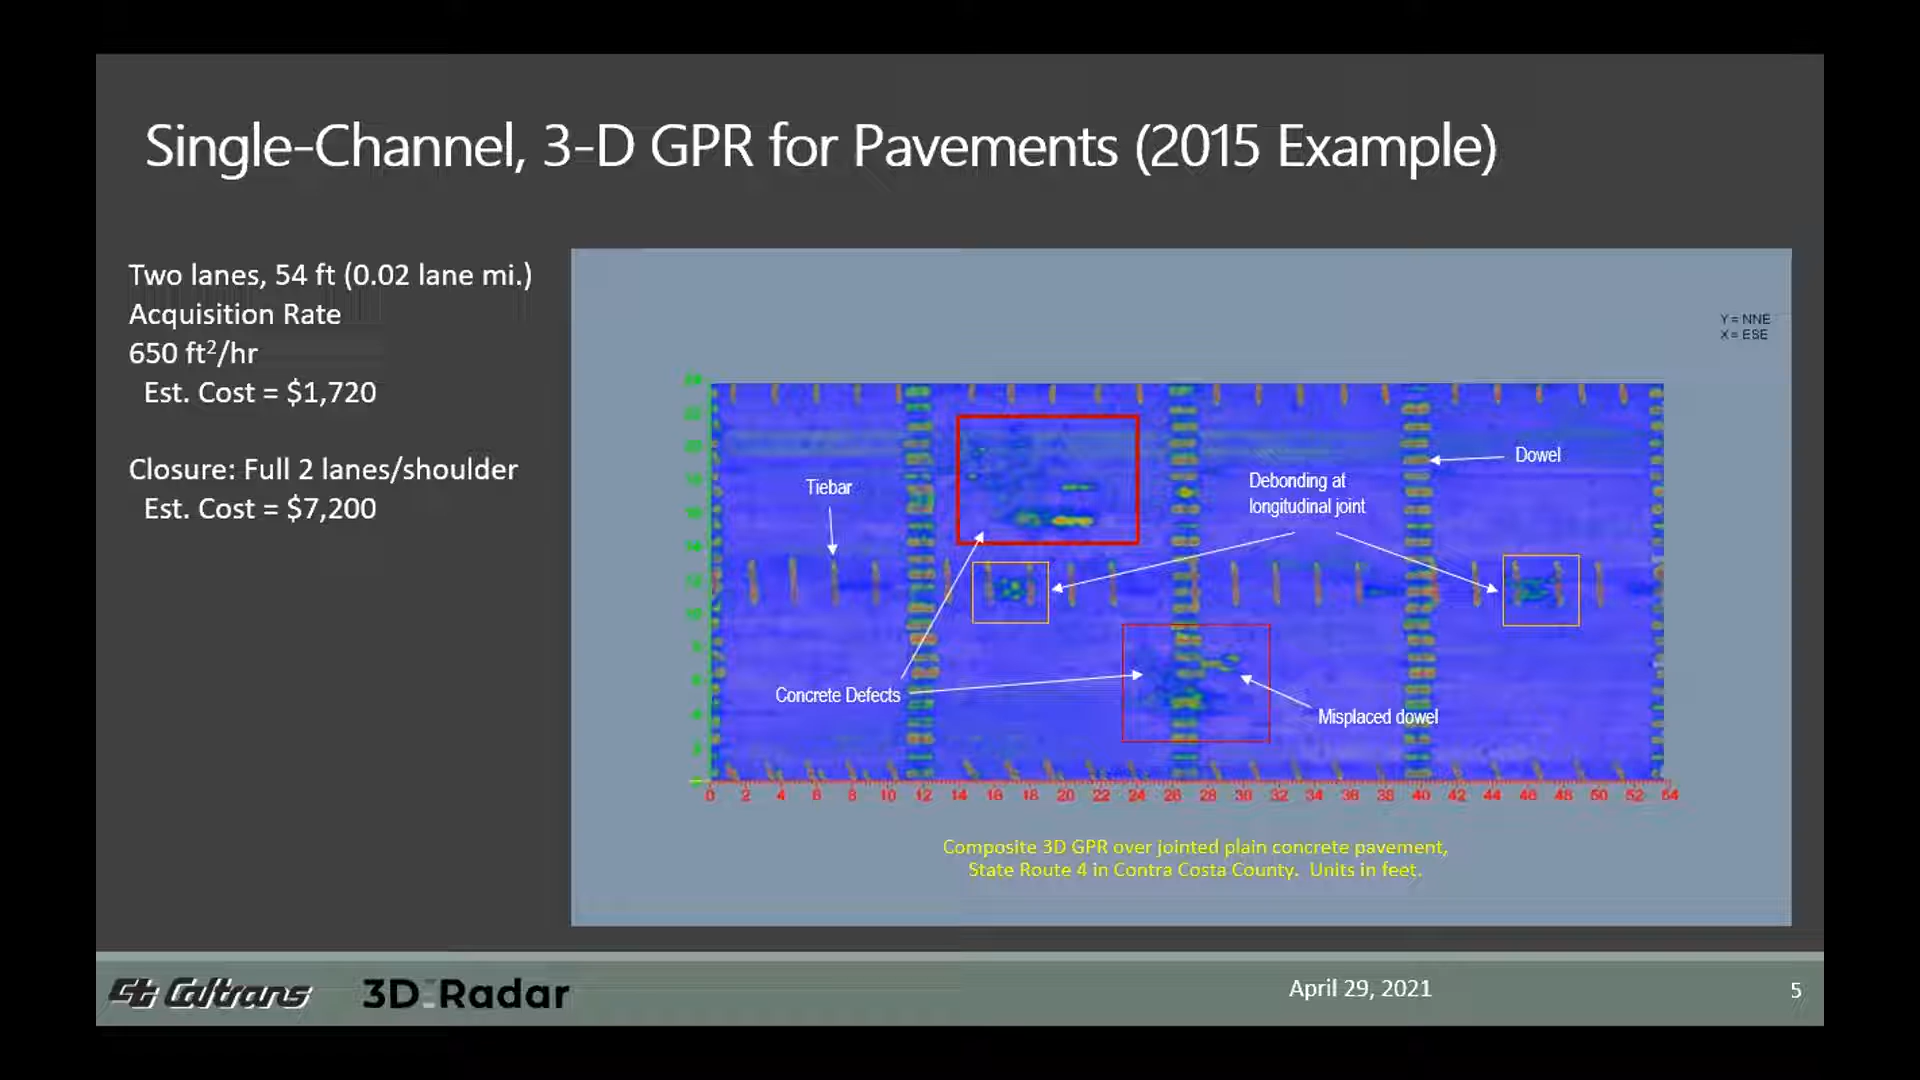 Single-Channel, 3-D GPR for Pavements (2015 Example)
Two lanes, 54 ft (0.02 lane mi.)
Acquisition Rate
650 ft²/hr
Est. Cost = $1,720
Closure: Full 2 lanes/shoulder
Est. Cost = $7,200
Y = NNE
X = ESE
Dowel
Debonding at
longitudinal joint
Tiebar
Concrete Defects
Misplaced dowel
0 2 4 6 8 10 12 14 16 18 20 22 24 26 28 30 32 34 36 38 40 42 44 46 48 50 52 54
Composite 3D GPR over jointed plain concrete pavement,
State Route 4 in Contra Costa County. Units in feet.
Ct Caltrans
3D-Radar
April 29, 2021
5